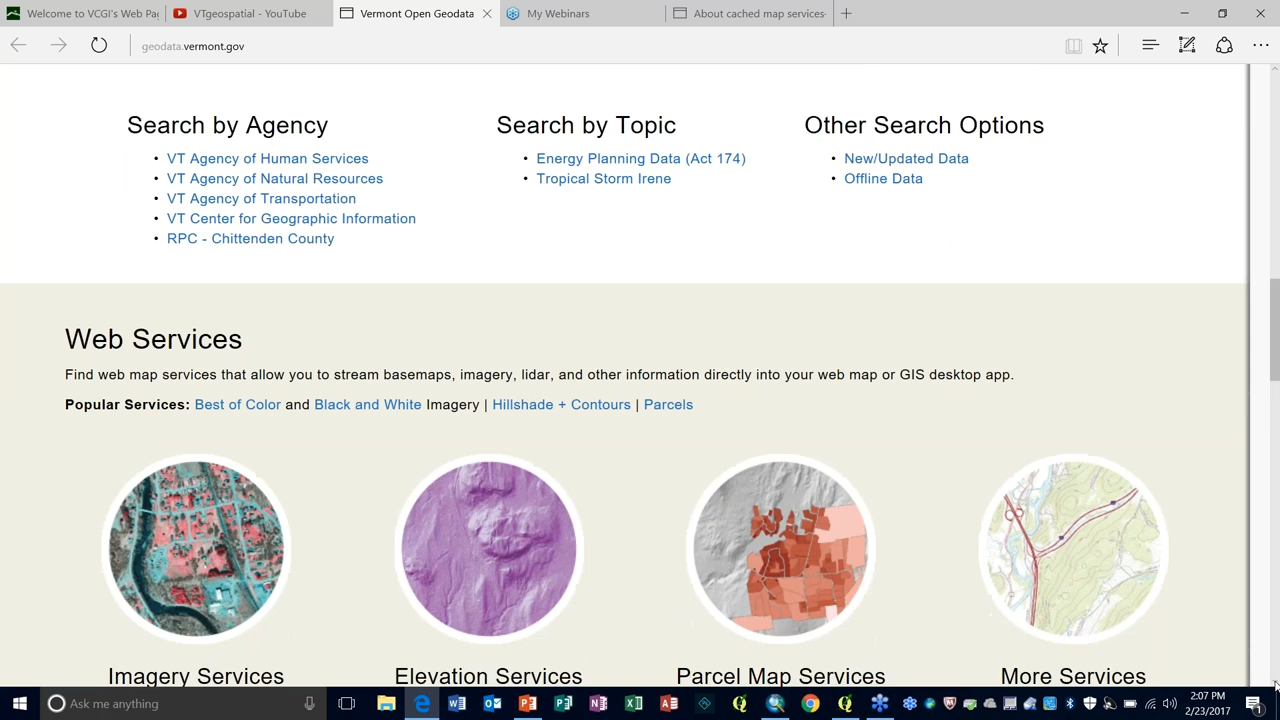 Welcome to VCGI's Web Pag
VTgeospatial - YouTube
Vermont Open Geodata
My Webinars
About cached map services-
geodata.vermont.gov
Search by Agency
• VT Agency of Human Services
• VT Agency of Natural Resources
• VT Agency of Transportation
• VT Center for Geographic Information
• RPC - Chittenden County
Search by Topic
• Energy Planning Data (Act 174)
• Tropical Storm Irene
Other Search Options
• New/Updated Data
• Offline Data
Web Services
Find web map services that allow you to stream basemaps, imagery, lidar, and other information directly into your web map or GIS desktop app.
Popular Services: Best of Color and Black and White Imagery | Hillshade + Contours | Parcels
Imagery Services
Elevation Services
Parcel Map Services
More Services
Ask me anything
2:07 PM
2/23/2017